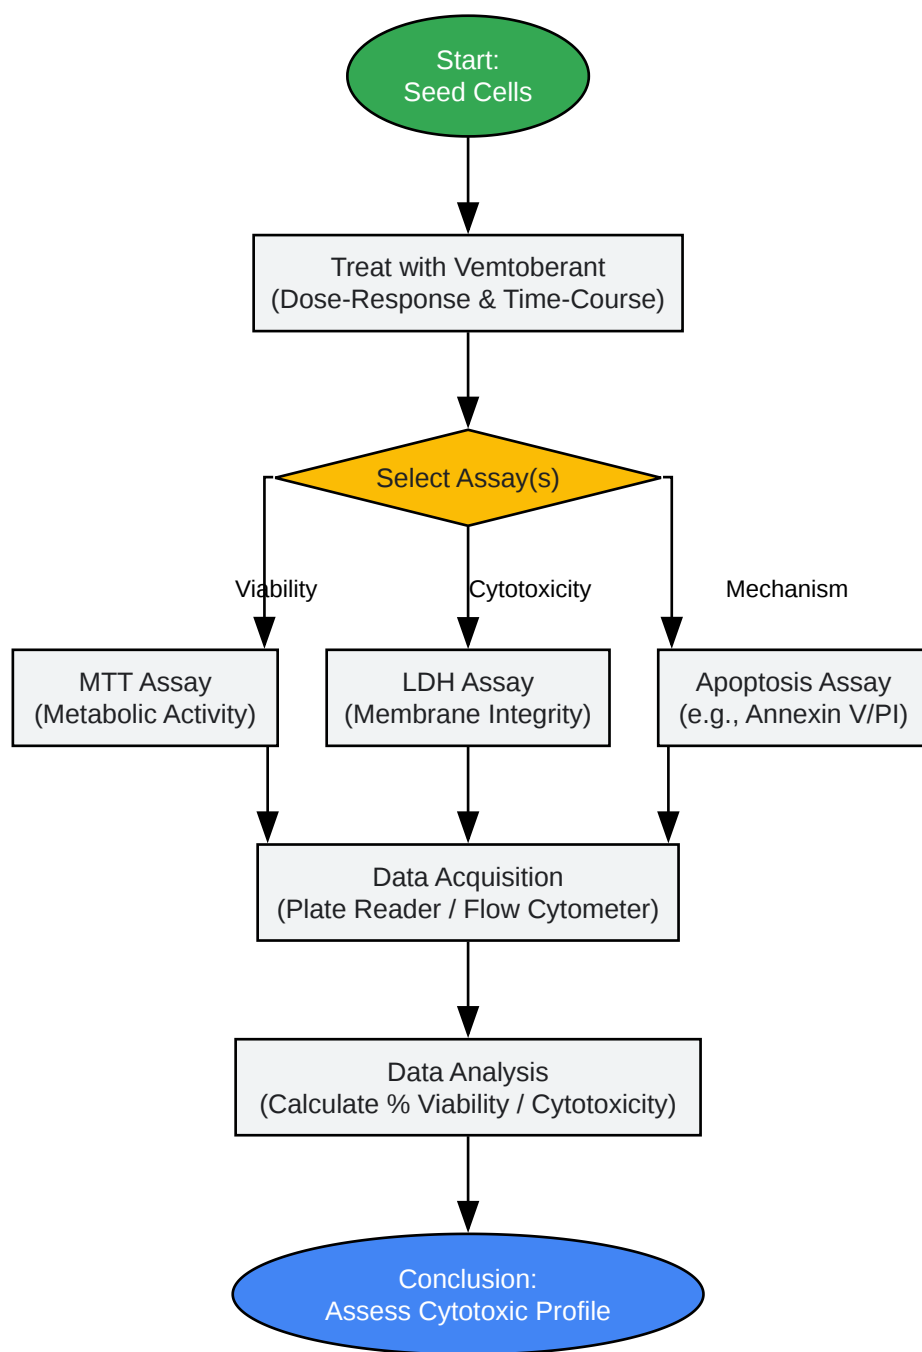 Start:
Seed Cells
Treat with Vemtoberant
(Dose-Response & Time-Course)
Select Assay(s)
Viability
Cytotoxicity
Mechanism
MTT Assay
(Metabolic Activity)
LDH Assay
(Membrane Integrity)
Apoptosis Assay
(e.g., Annexin V/PI)
Data Acquisition
(Plate Reader / Flow Cytometer)
Data Analysis
(Calculate % Viability / Cytotoxicity)
Conclusion:
Assess Cytotoxic Profile